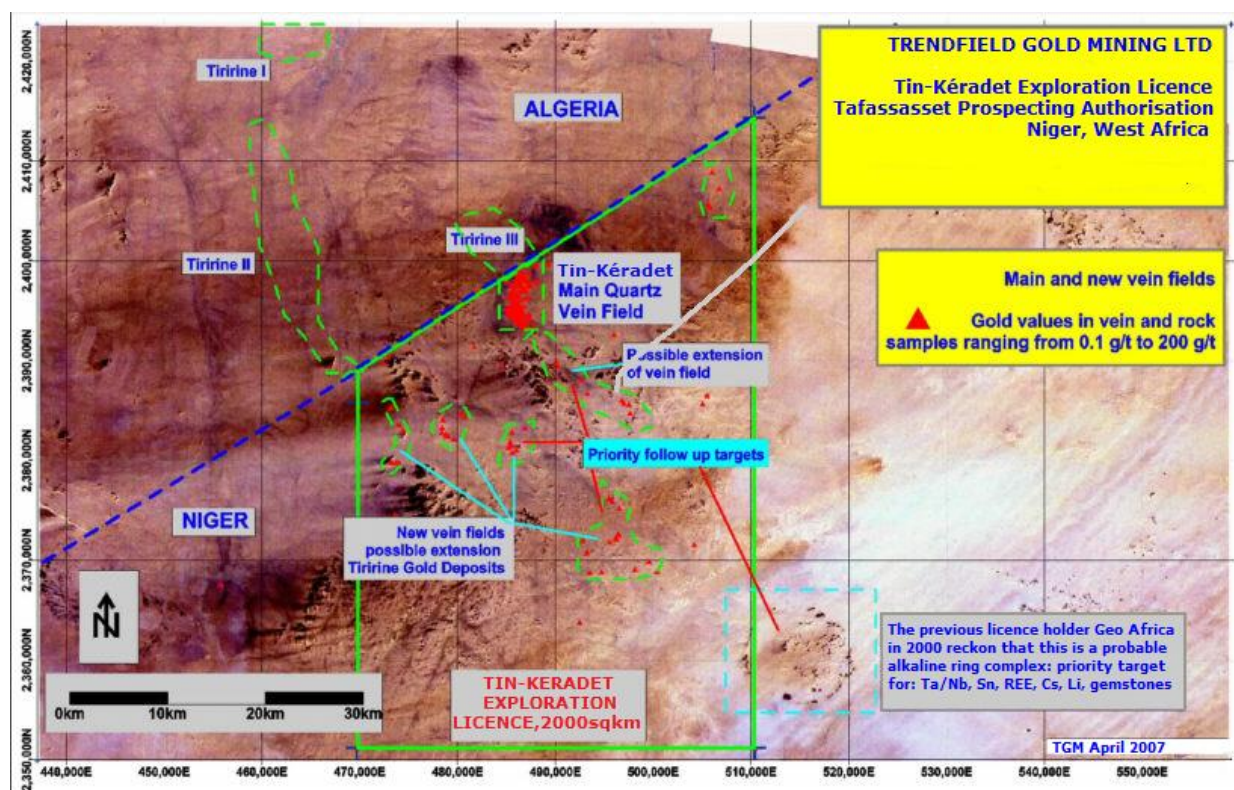 TRENDFIELD GOLD MINING LTD
Tin-Kéradet Exploration Licence
Tafassasset Prospecting Authorisation
Niger, West Africa
Tiririne I
ALGERIA
Tiririne II
Tiririne III
Tin-Kéradet
Main Quartz
Vein Field
Main and new vein fields
Gold values in vein and rock
samples ranging from 0.1 g/t to 200 g/t
Possible extension
of vein field
Priority follow up targets
NIGER
New vein fields
possible extension
Tiririne Gold Deposits
N
The previous licence holder Geo Africa
in 2000 reckon that this is a probable
alkaline ring complex: priority target
for: Ta/Nb, Sn, REE, Cs, Li, gemstones
TIN-KERADET
EXPLORATION
LICENCE,2000sqkm
0km 10km 20km 30km
TGM April 2007
2,420,000N
2,410,000N
2,400,000N
2,390,000N
2,380,000N
2,370,000N
2,360,000N
2,350,000N
440,000E 450,000E 460,000E 470,000E 480,000E 490,000E 500,000E 510,000E 520,000E 530,000E 540,000E 550,000E